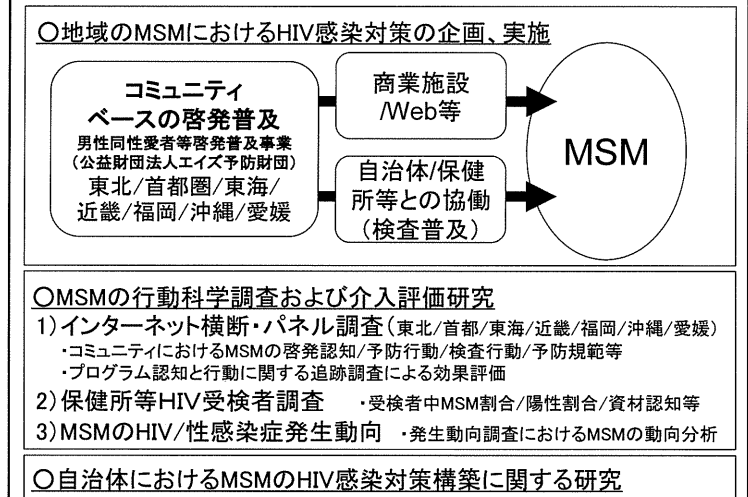 〇地域のMSMにおけるHIV感染対策の企画、実施
コミュニティ
ベースの啓発普及
男性同性愛者等啓発普及事業
(公益財団法人エイズ予防財団)
東北/首都圏/東海/
近畿/福岡/沖縄/愛媛
商業施設
/Web等
自治体/保健
所等との協働
(検査普及)
MSM
〇MSMの行動科学調査および介入評価研究
1)インターネット横断・パネル調査(東北/首都/東海/近畿/福岡/沖縄/愛媛)
・コミュニティにおけるMSMの啓発認知/予防行動/検査行動/予防規範等
・プログラム認知と行動に関する追跡調査による効果評価
2)保健所等HIV受検者調査 ・受検者中MSM割合/陽性割合/資材認知等
3)MSMのHIV/性感染症発生動向 ・発生動向調査におけるMSMの動向分析
〇自治体におけるMSMのHIV感染対策構築に関する研究